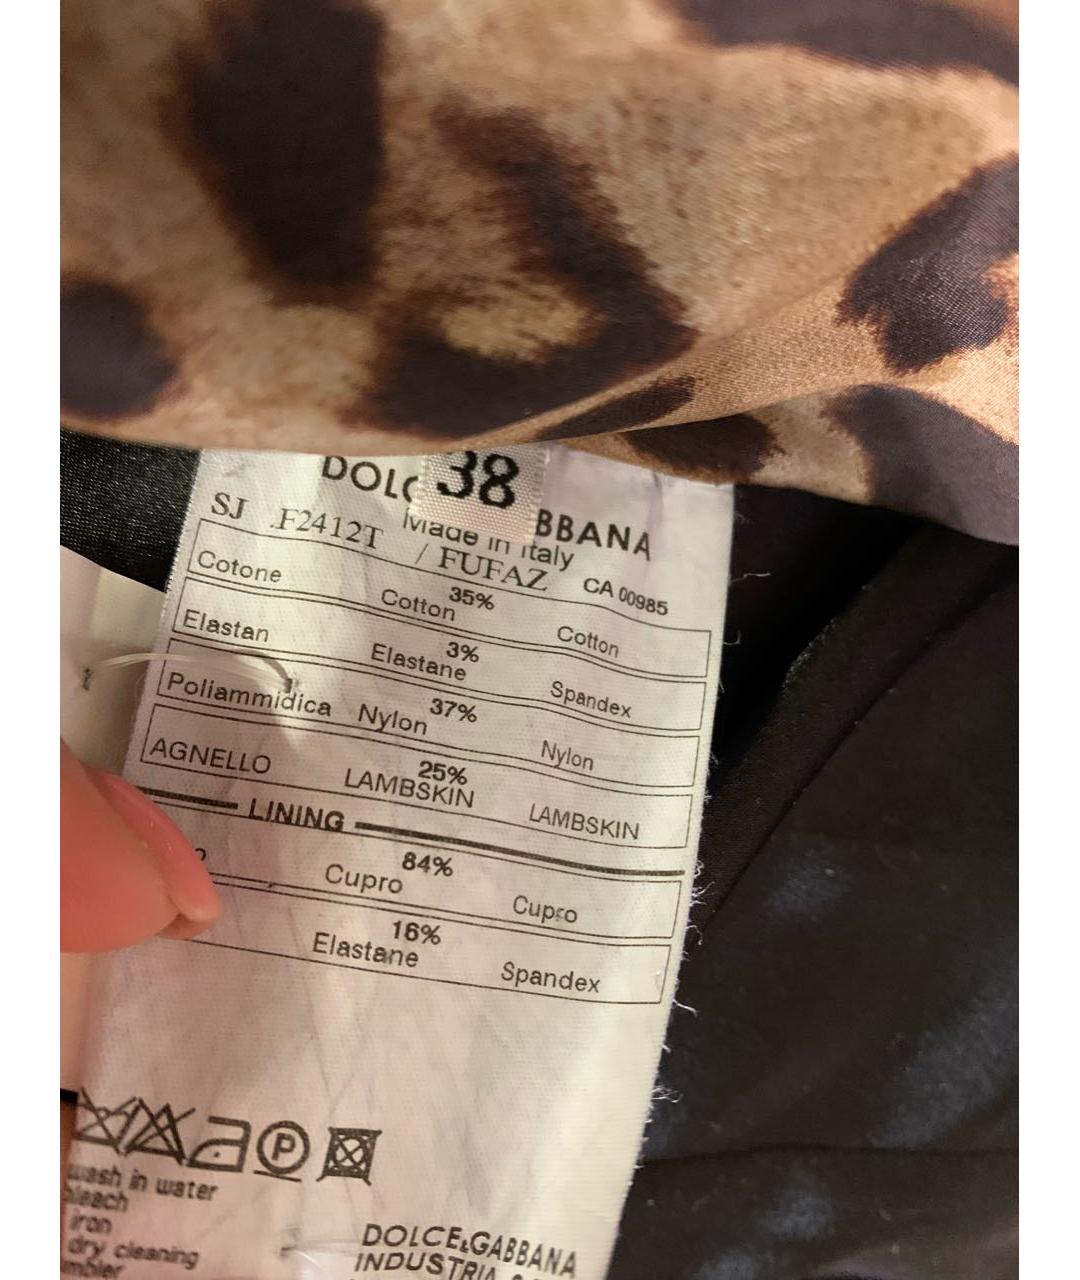 38
DOLC BBANA
Made in Italy
SJ .F2412T / FUFAZ CA 00985
35%
Cotone Cotton Cotton
3%
Elastan Elastane Spandex
37%
Poliammidica Nylon Nylon
25%
AGNELLO LAMBSKIN LAMBSKIN
LINING
84%
Cupro Cupro
16%
Elastane Spandex
P
wash in water
bleach
iron
dry cleaning
DOLCE&GABBANA
INDUSTRIA